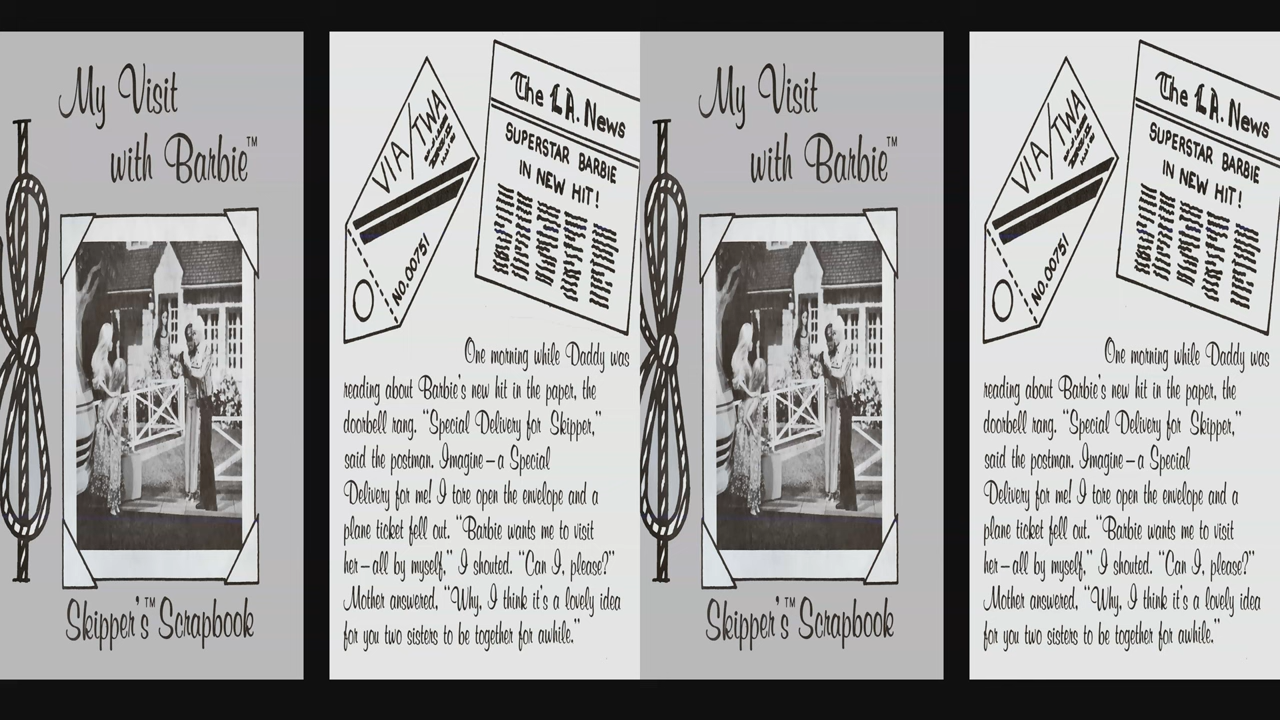 My Visit
with Barbie™
Skipper's™ Scrapbook
VIA/TWA
No.00751
The L.A. News
SUPERSTAR BARBIE
IN NEW HIT!
One morning while Daddy was
reading about Barbie's new hit in the paper, the
doorbell rang. "Special Delivery for Skipper,"
said the postman. Imagine—a Special
Delivery for me! I tore open the envelope and a
plane ticket fell out. "Barbie wants me to visit
her—all by myself," I shouted. "Can I, please?"
Mother answered, "Why, I think it's a lovely idea
for you two sisters to be together for awhile."
My Visit
with Barbie™
Skipper's™ Scrapbook
VIA/TWA
No.00751
The L.A. News
SUPERSTAR BARBIE
IN NEW HIT!
One morning while Daddy was
reading about Barbie's new hit in the paper, the
doorbell rang. "Special Delivery for Skipper,"
said the postman. Imagine—a Special
Delivery for me! I tore open the envelope and a
plane ticket fell out. "Barbie wants me to visit
her—all by myself," I shouted. "Can I, please?"
Mother answered, "Why, I think it's a lovely idea
for you two sisters to be together for awhile."